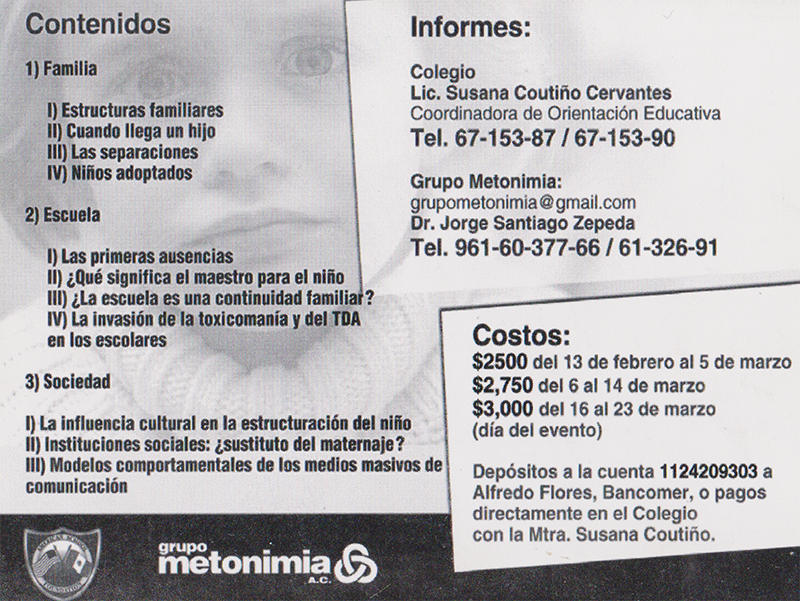 Contenidos
1) Familia
I) Estructuras familiares
II) Cuando llega un hijo
III) Las separaciones
IV) Niños adoptados
2) Escuela
I) Las primeras ausencias
II) ¿Qué significa el maestro para el niño
III) ¿La escuela es una continuidad familiar?
IV) La invasión de la toxicomanía y del TDA
en los escolares
3) Sociedad
I) La influencia cultural en la estructuración del niño
II) Instituciones sociales: ¿sustituto del maternaje?
III) Modelos comportamentales de los medios masivos de
comunicación
Informes:
Colegio
Lic. Susana Coutiño Cervantes
Coordinadora de Orientación Educativa
Tel. 67-153-87 / 67-153-90
Grupo Metonimia:
grupometonimia@gmail.com
Dr. Jorge Santiago Zepeda
Tel. 961-60-377-66 / 61-326-91
Costos:
$2500 del 13 de febrero al 5 de marzo
$2,750 del 6 al 14 de marzo
$3,000 del 16 al 23 de marzo
(día del evento)
Depósitos a la cuenta 1124209303 a
Alfredo Flores, Bancomer, o pagos
directamente en el Colegio
con la Mtra. Susana Coutiño.
AMERICAN SCHOOL
FOUNDATION
grupo
metonimia
A.C.